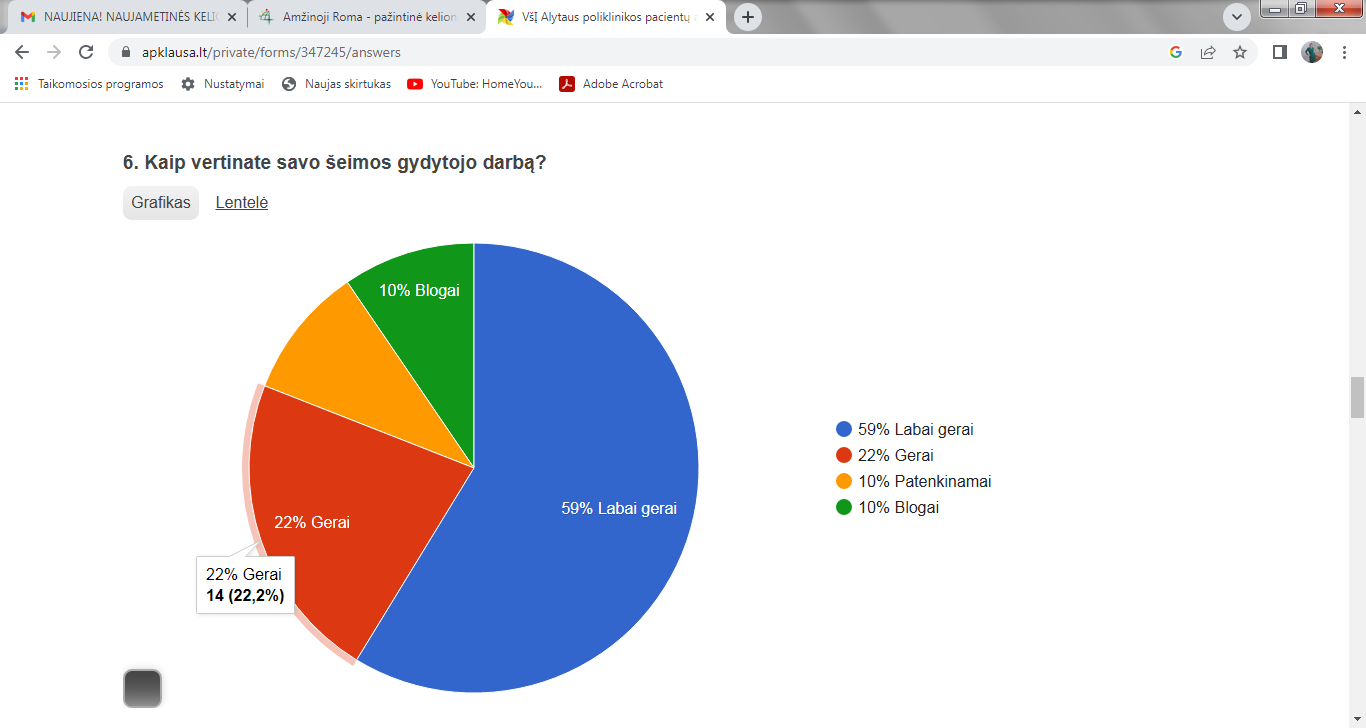 NAUJIENA! NAUJAMETINĖS KELIO
Amžinoji Roma - pažintinė kelion
VšĮ Alytaus poliklinikos pacientų a
apklausa.lt/private/forms/347245/answers
Taikomosios programos
Nustatymai
Naujas skirtukas
YouTube: HomeYou...
Adobe Acrobat
6. Kaip vertinate savo šeimos gydytojo darbą?
Grafikas
Lentelė
10% Blogai
59% Labai gerai
22% Gerai
22% Gerai
14 (22,2%)
59% Labai gerai
22% Gerai
10% Patenkinamai
10% Blogai